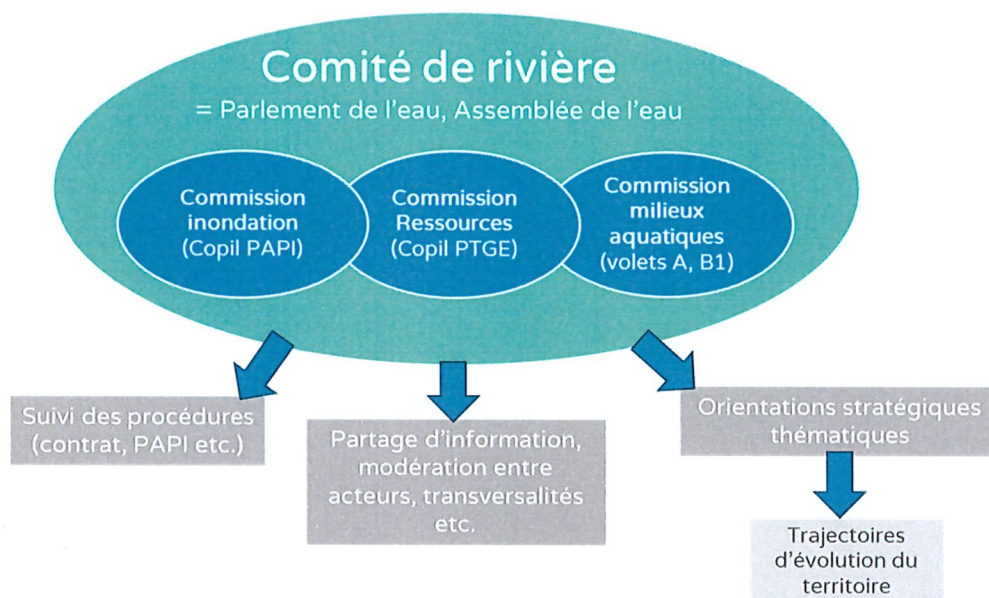 Comité de rivière
= Parlement de l'eau, Assemblée de l'eau
Commission
inondation
(Copil PAPI)
Commission
Ressources
(Copil PTGE)
Commission
milieux
aquatiques
(volets A, B1)
Suivi des procédures
(contrat, PAPI etc.)
Partage d'information,
modération entre
acteurs, transversalités
etc.
Orientations stratégiques
thématiques
Trajectoires
d'évolution du
territoire